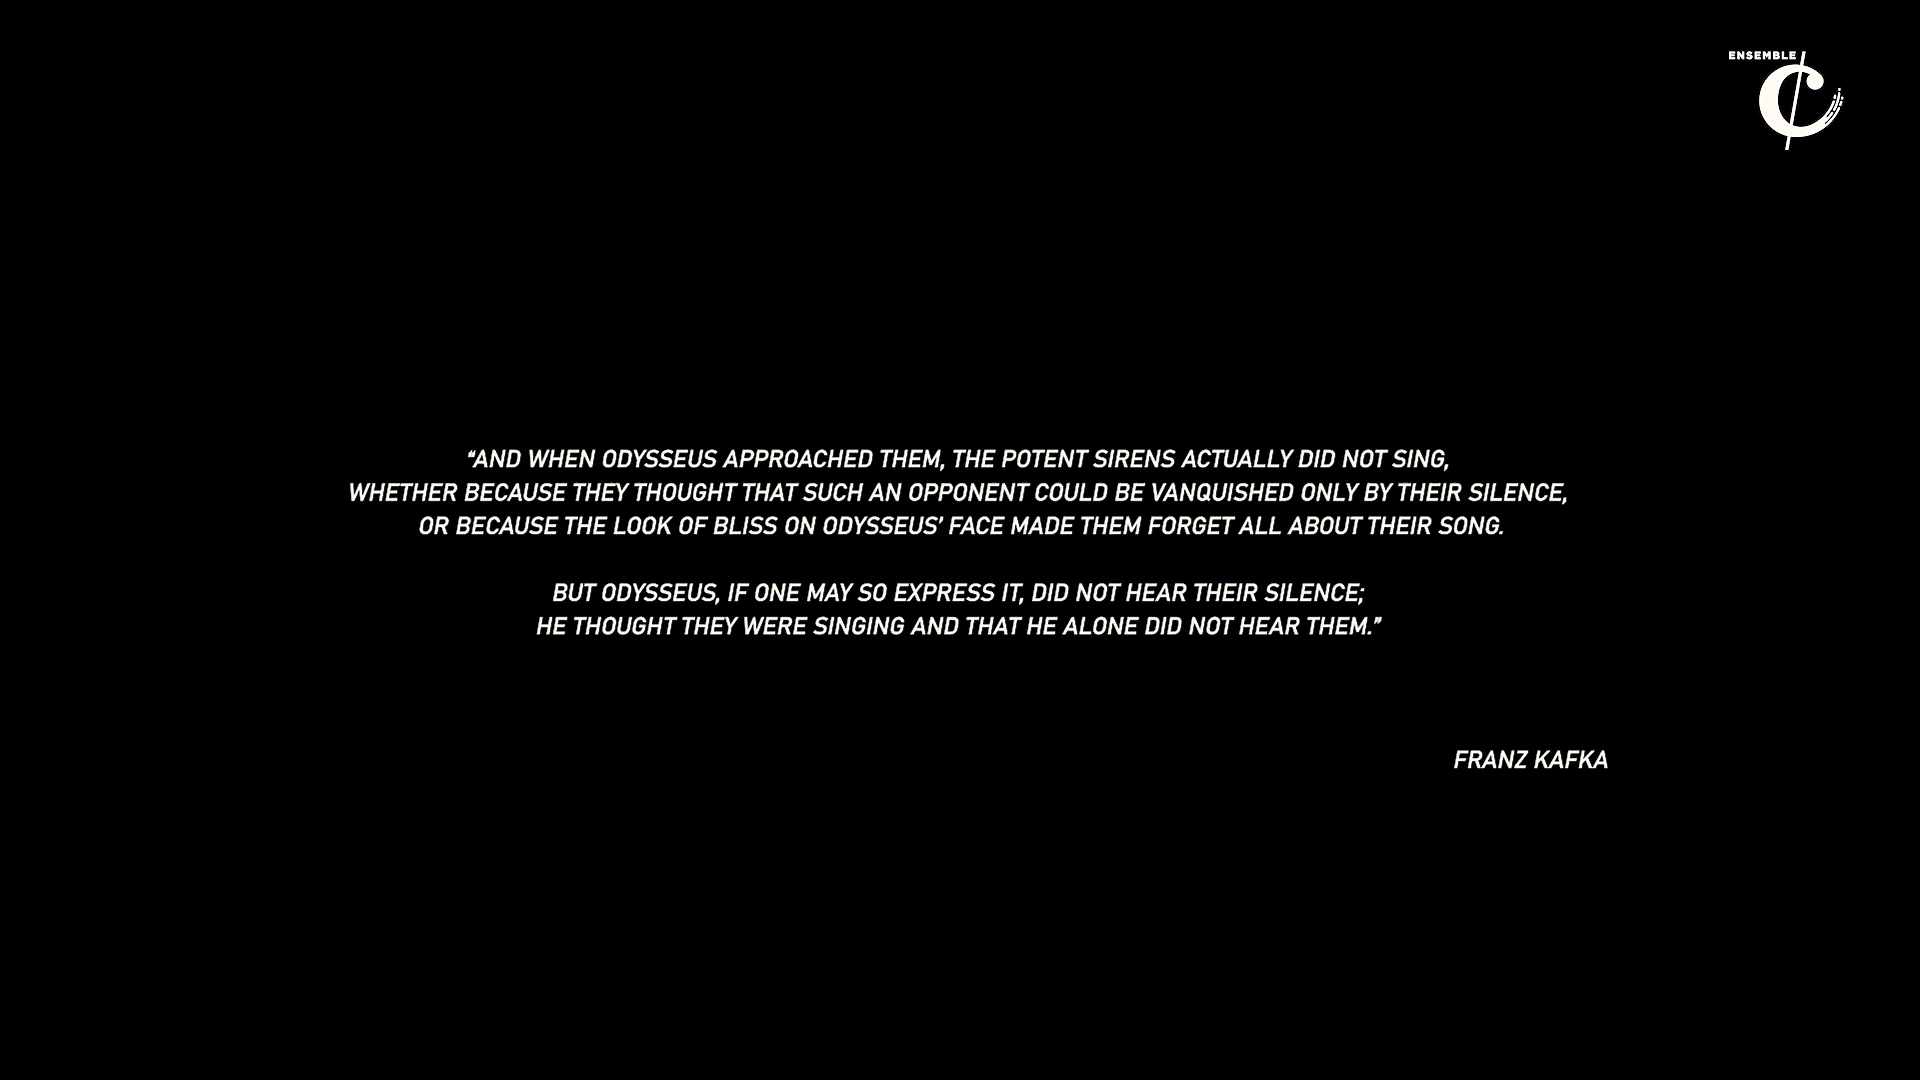 ENSEMBLE
“AND WHEN ODYSSEUS APPROACHED THEM, THE POTENT SIRENS ACTUALLY DID NOT SING,
WHETHER BECAUSE THEY THOUGHT THAT SUCH AN OPPONENT COULD BE VANQUISHED ONLY BY THEIR SILENCE,
OR BECAUSE THE LOOK OF BLISS ON ODYSSEUS’ FACE MADE THEM FORGET ALL ABOUT THEIR SONG.
BUT ODYSSEUS, IF ONE MAY SO EXPRESS IT, DID NOT HEAR THEIR SILENCE;
HE THOUGHT THEY WERE SINGING AND THAT HE ALONE DID NOT HEAR THEM.”
FRANZ KAFKA